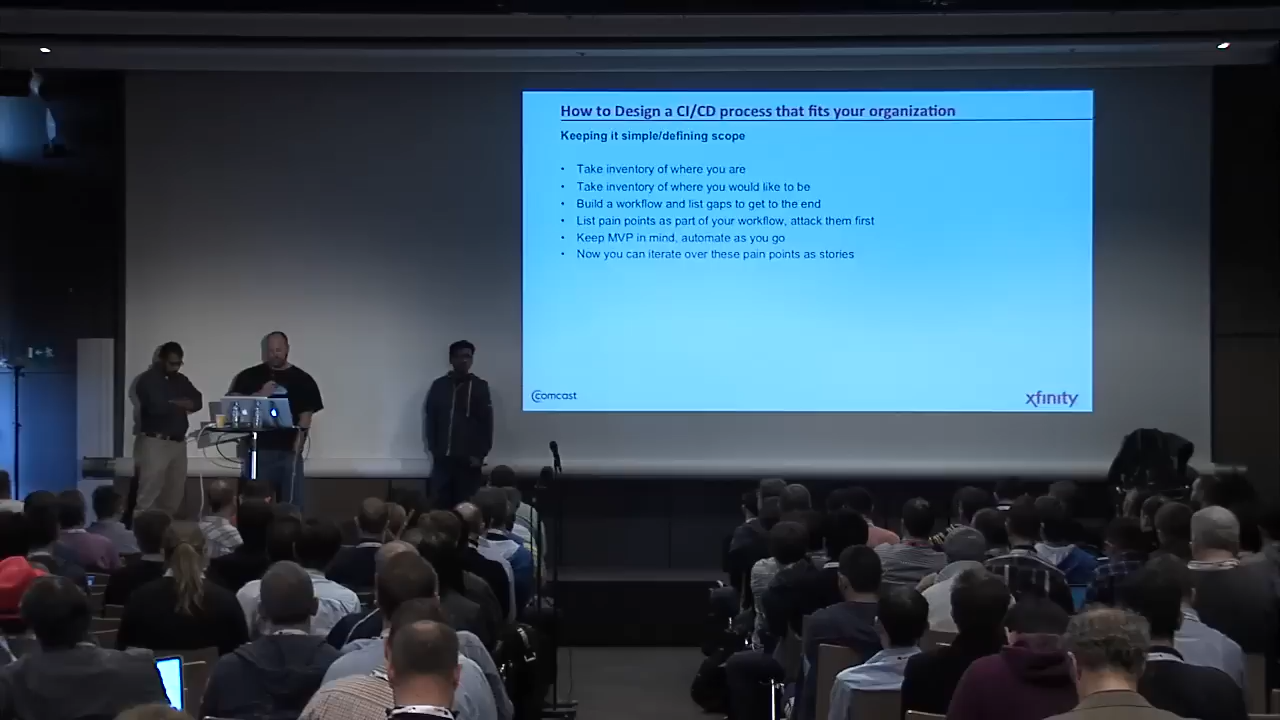 How to Design a CI/CD process that fits your organization
Keeping it simple/defining scope
• Take inventory of where you are
• Take inventory of where you would like to be
• Build a workflow and list gaps to get to the end
• List pain points as part of your workflow, attack them first
• Keep MVP in mind, automate as you go
• Now you can iterate over these pain points as stories
Comcast
xfinity